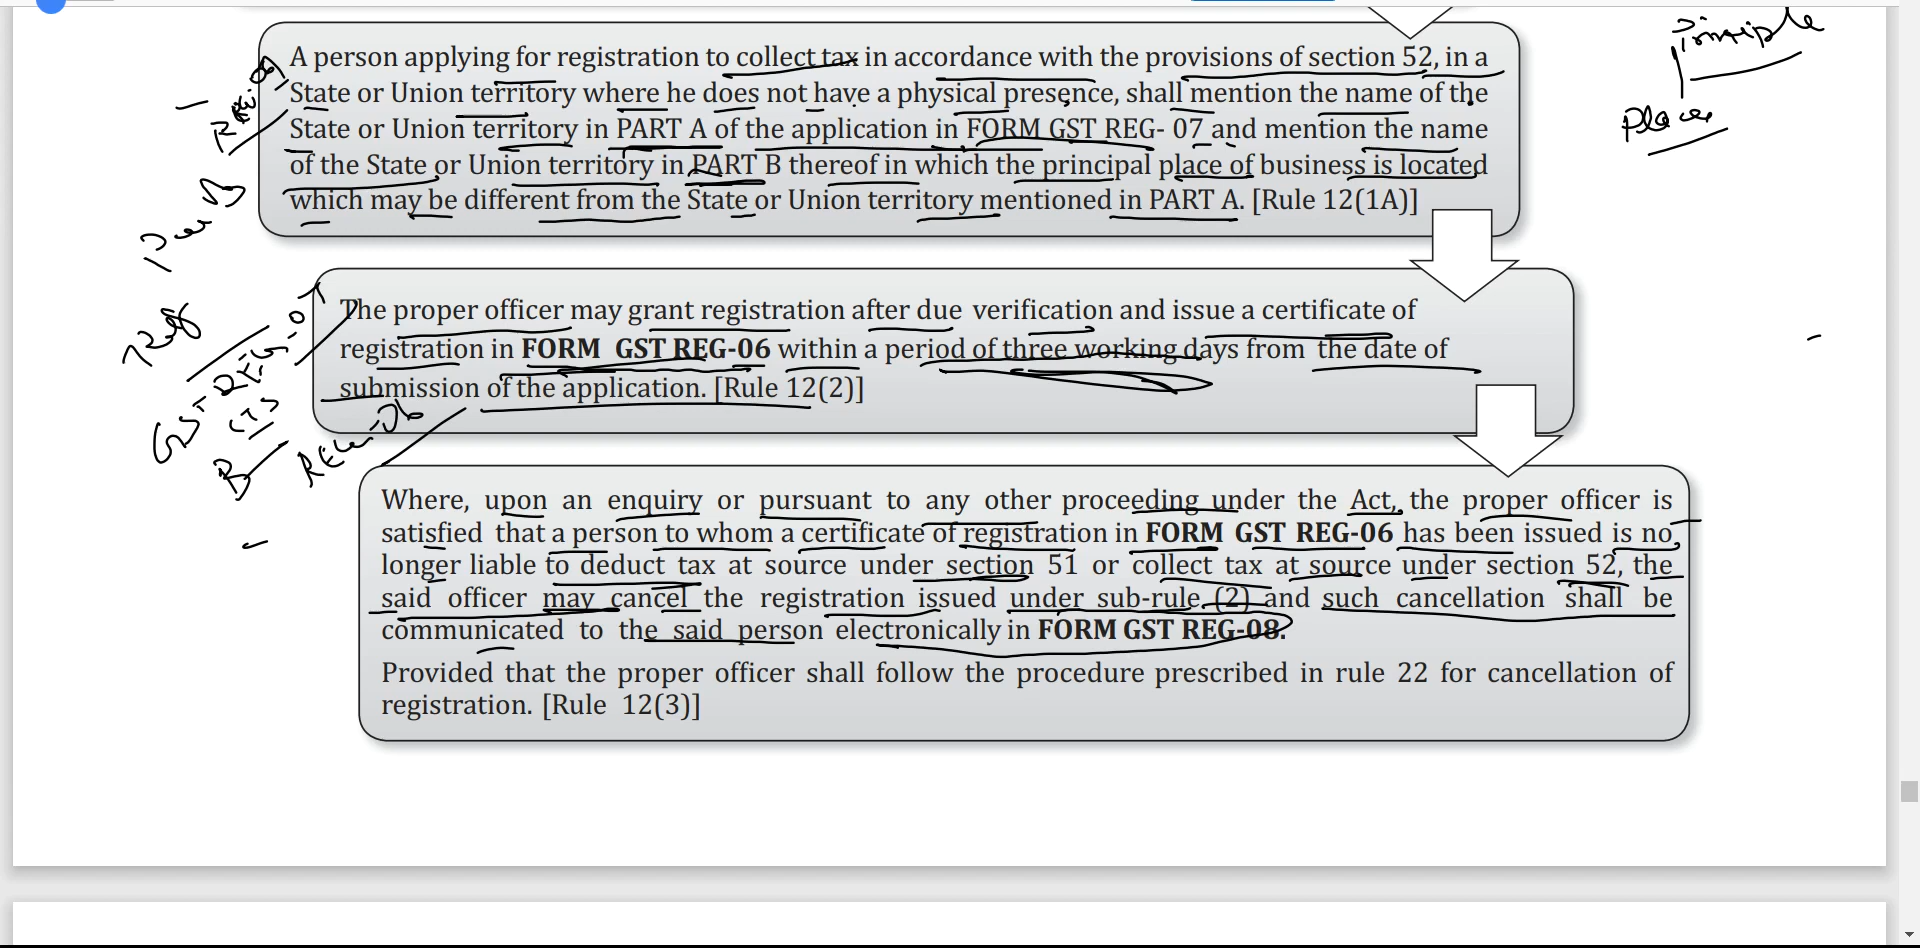 Principle
Place
A person applying for registration to collect tax in accordance with the provisions of section 52, in a
State or Union territory where he does not have a physical presence, shall mention the name of the
State or Union territory in PART A of the application in FORM GST REG- 07 and mention the name
of the State or Union territory in PART B thereof in which the principal place of business is located
which may be different from the State or Union territory mentioned in PART A. [Rule 12(1A)]
The proper officer may grant registration after due verification and issue a certificate of
registration in FORM GST REG-06 within a period of three working days from the date of
submission of the application. [Rule 12(2)]
Where, upon an enquiry or pursuant to any other proceeding under the Act, the proper officer is
satisfied that a person to whom a certificate of registration in FORM GST REG-06 has been issued is no
longer liable to deduct tax at source under section 51 or collect tax at source under section 52, the
said officer may cancel the registration issued under sub-rule (2) and such cancellation shall be
communicated to the said person electronically in FORM GST REG-08.
Provided that the proper officer shall follow the procedure prescribed in rule 22 for cancellation of
registration. [Rule 12(3)]